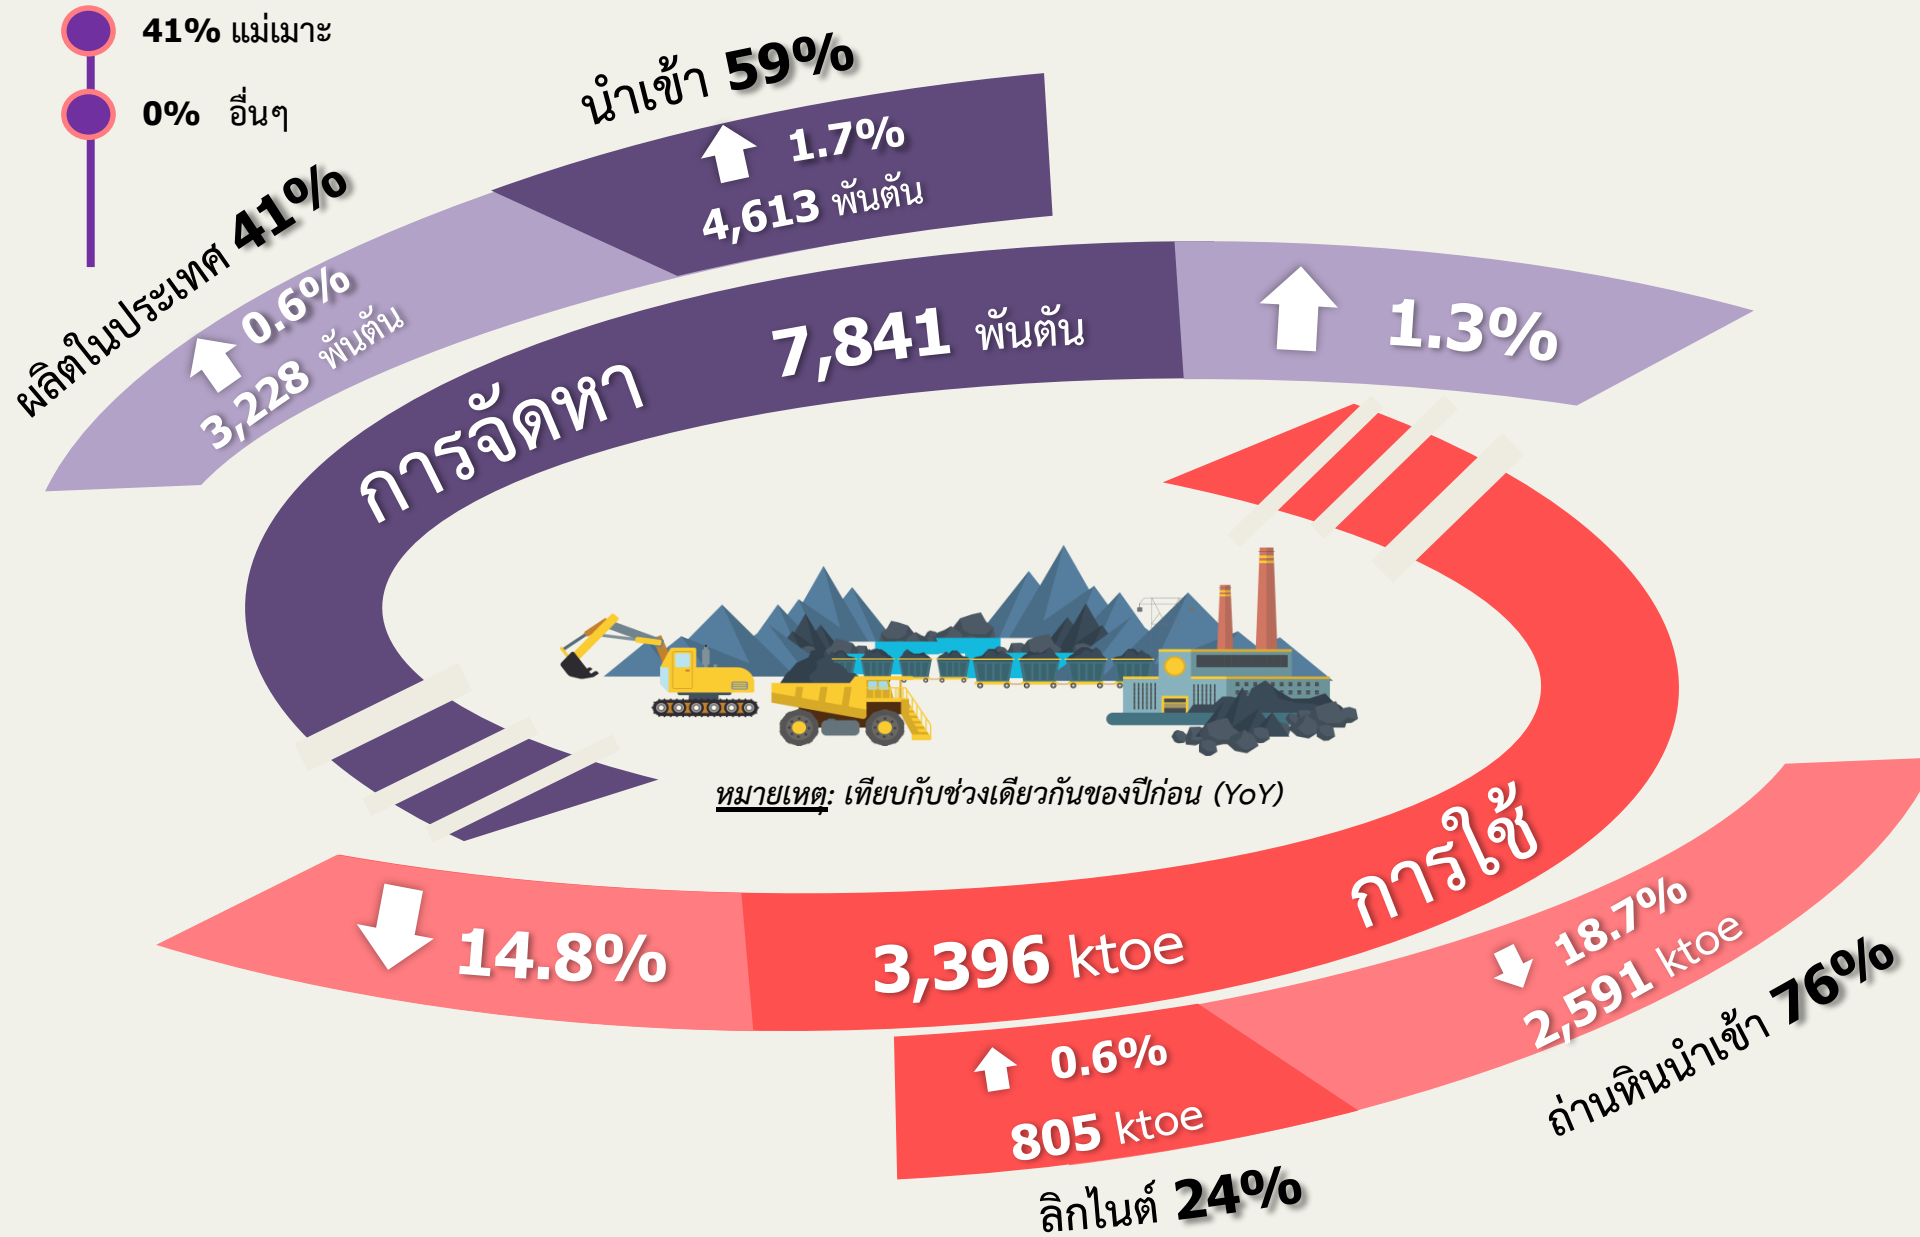 41% แม่เมาะ
0% อื่นๆ
นำเข้า 59%
1.7%
4,613 พันตัน
ผลิตในประเทศ 41%
0.6%
3,228 พันตัน
การจัดหา
7,841 พันตัน
1.3%
หมายเหตุ: เทียบกับช่วงเดียวกันของปีก่อน (YoY)
การใช้
3,396 ktoe
14.8%
18.7%
2,591 ktoe
ถ่านหินนำเข้า 76%
0.6%
805 ktoe
ลิกไนต์ 24%